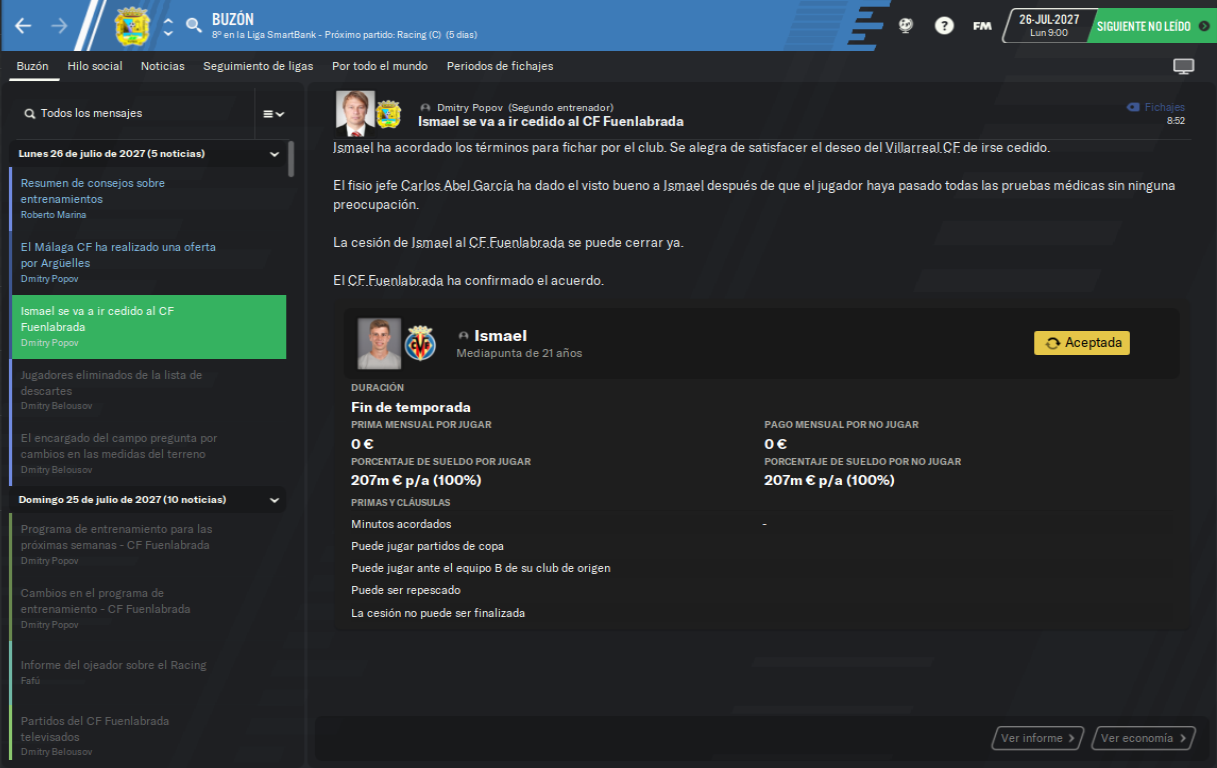 BUZÓN
8º en la Liga SmartBank - Próximo partido: Racing (C) (5 días)
?
FM
26-JUL-2027
Lun 9:00
SIGUIENTE NO LEÍDO
Buzón
Hilo social
Noticias
Seguimiento de ligas
Por todo el mundo
Periodos de fichajes
Todos los mensajes
Lunes 26 de julio de 2027 (5 noticias)
Resumen de consejos sobre
entrenamientos
Roberto Marina
El Málaga CF ha realizado una oferta
por Argüelles
Dmitry Popov
Ismael se va a ir cedido al CF
Fuenlabrada
Dmitry Popov
Jugadores eliminados de la lista de
descartes
Dmitry Belousov
El encargado del campo pregunta por
cambios en las medidas del terreno
Dmitry Belousov
Domingo 25 de julio de 2027 (10 noticias)
Programa de entrenamiento para las
próximas semanas - CF Fuenlabrada
Dmitry Popov
Cambios en el programa de
entrenamiento - CF Fuenlabrada
Dmitry Popov
Informe del ojeador sobre el Racing
Fafú
Partidos del CF Fuenlabrada
televisados
Dmitry Belousov
Dmitry Popov (Segundo entrenador)
Ismael se va a ir cedido al CF Fuenlabrada
Fichajes
8:52
Ismael ha acordado los términos para fichar por el club. Se alegra de satisfacer el deseo del Villarreal CF de irse cedido.
El fisio jefe Carlos Abel García ha dado el visto bueno a Ismael después de que el jugador haya pasado todas las pruebas médicas sin ninguna
preocupación.
La cesión de Ismael al CF Fuenlabrada se puede cerrar ya.
El CF Fuenlabrada ha confirmado el acuerdo.
Ismael
Mediapunta de 21 años
Aceptada
DURACIÓN
Fin de temporada
PRIMA MENSUAL POR JUGAR
PAGO MENSUAL POR NO JUGAR
0 €
0 €
PORCENTAJE DE SUELDO POR JUGAR
PORCENTAJE DE SUELDO POR NO JUGAR
207m € p/a (100%)
207m € p/a (100%)
PRIMAS Y CLÁUSULAS
Minutos acordados
-
Puede jugar partidos de copa
Puede jugar ante el equipo B de su club de origen
Puede ser repescado
La cesión no puede ser finalizada
Ver informe
Ver economía